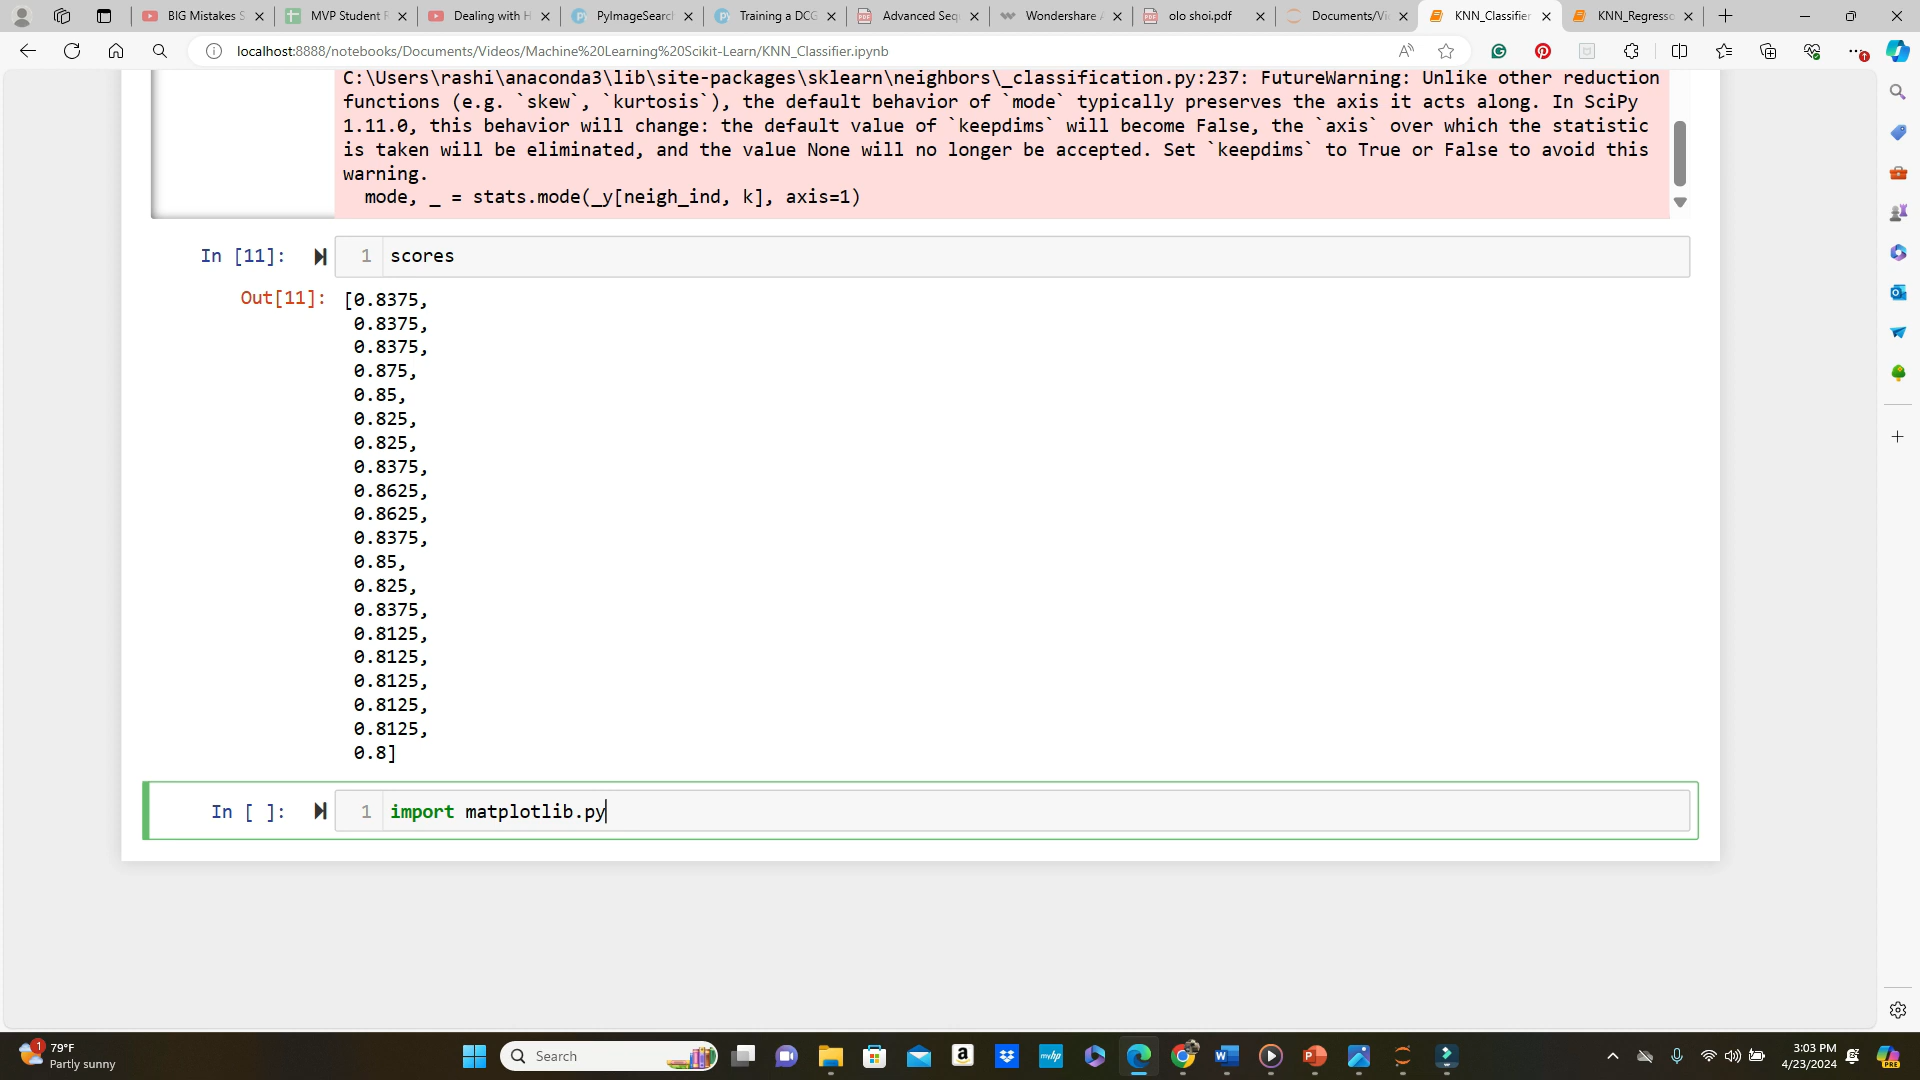 BIG Mistakes S
MVP Student R
Dealing with H
PyImageSearc
Training a DCG
Advanced Seq
Wondershare
olo shoi.pdf
Documents/Vi
KNN_Classifier
KNN_Regresso
localhost:8888/notebooks/Documents/Videos/Machine%20Learning%20Scikit-Learn/KNN_Classifier.ipynb
C:\Users\rashi\anaconda3\lib\site-packages\sklearn\neighbors\_classification.py:237: FutureWarning: Unlike other reduction
functions (e.g. `skew`, `kurtosis`), the default behavior of `mode` typically preserves the axis it acts along. In SciPy
1.11.0, this behavior will change: the default value of `keepdims` will become False, the `axis` over which the statistic
is taken will be eliminated, and the value None will no longer be accepted. Set `keepdims` to True or False to avoid this
warning.
mode, _ = stats.mode(_y[neigh_ind, k], axis=1)
In [11]: 1 scores
Out[11]: [0.8375,
0.8375,
0.8375,
0.875,
0.85,
0.825,
0.825,
0.8375,
0.8625,
0.8625,
0.8375,
0.85,
0.825,
0.8375,
0.8125,
0.8125,
0.8125,
0.8125,
0.8125,
0.8]
In [ ]: 1 import matplotlib.py
1
79°F
Partly sunny
Search
3:03 PM
4/23/2024
PRE